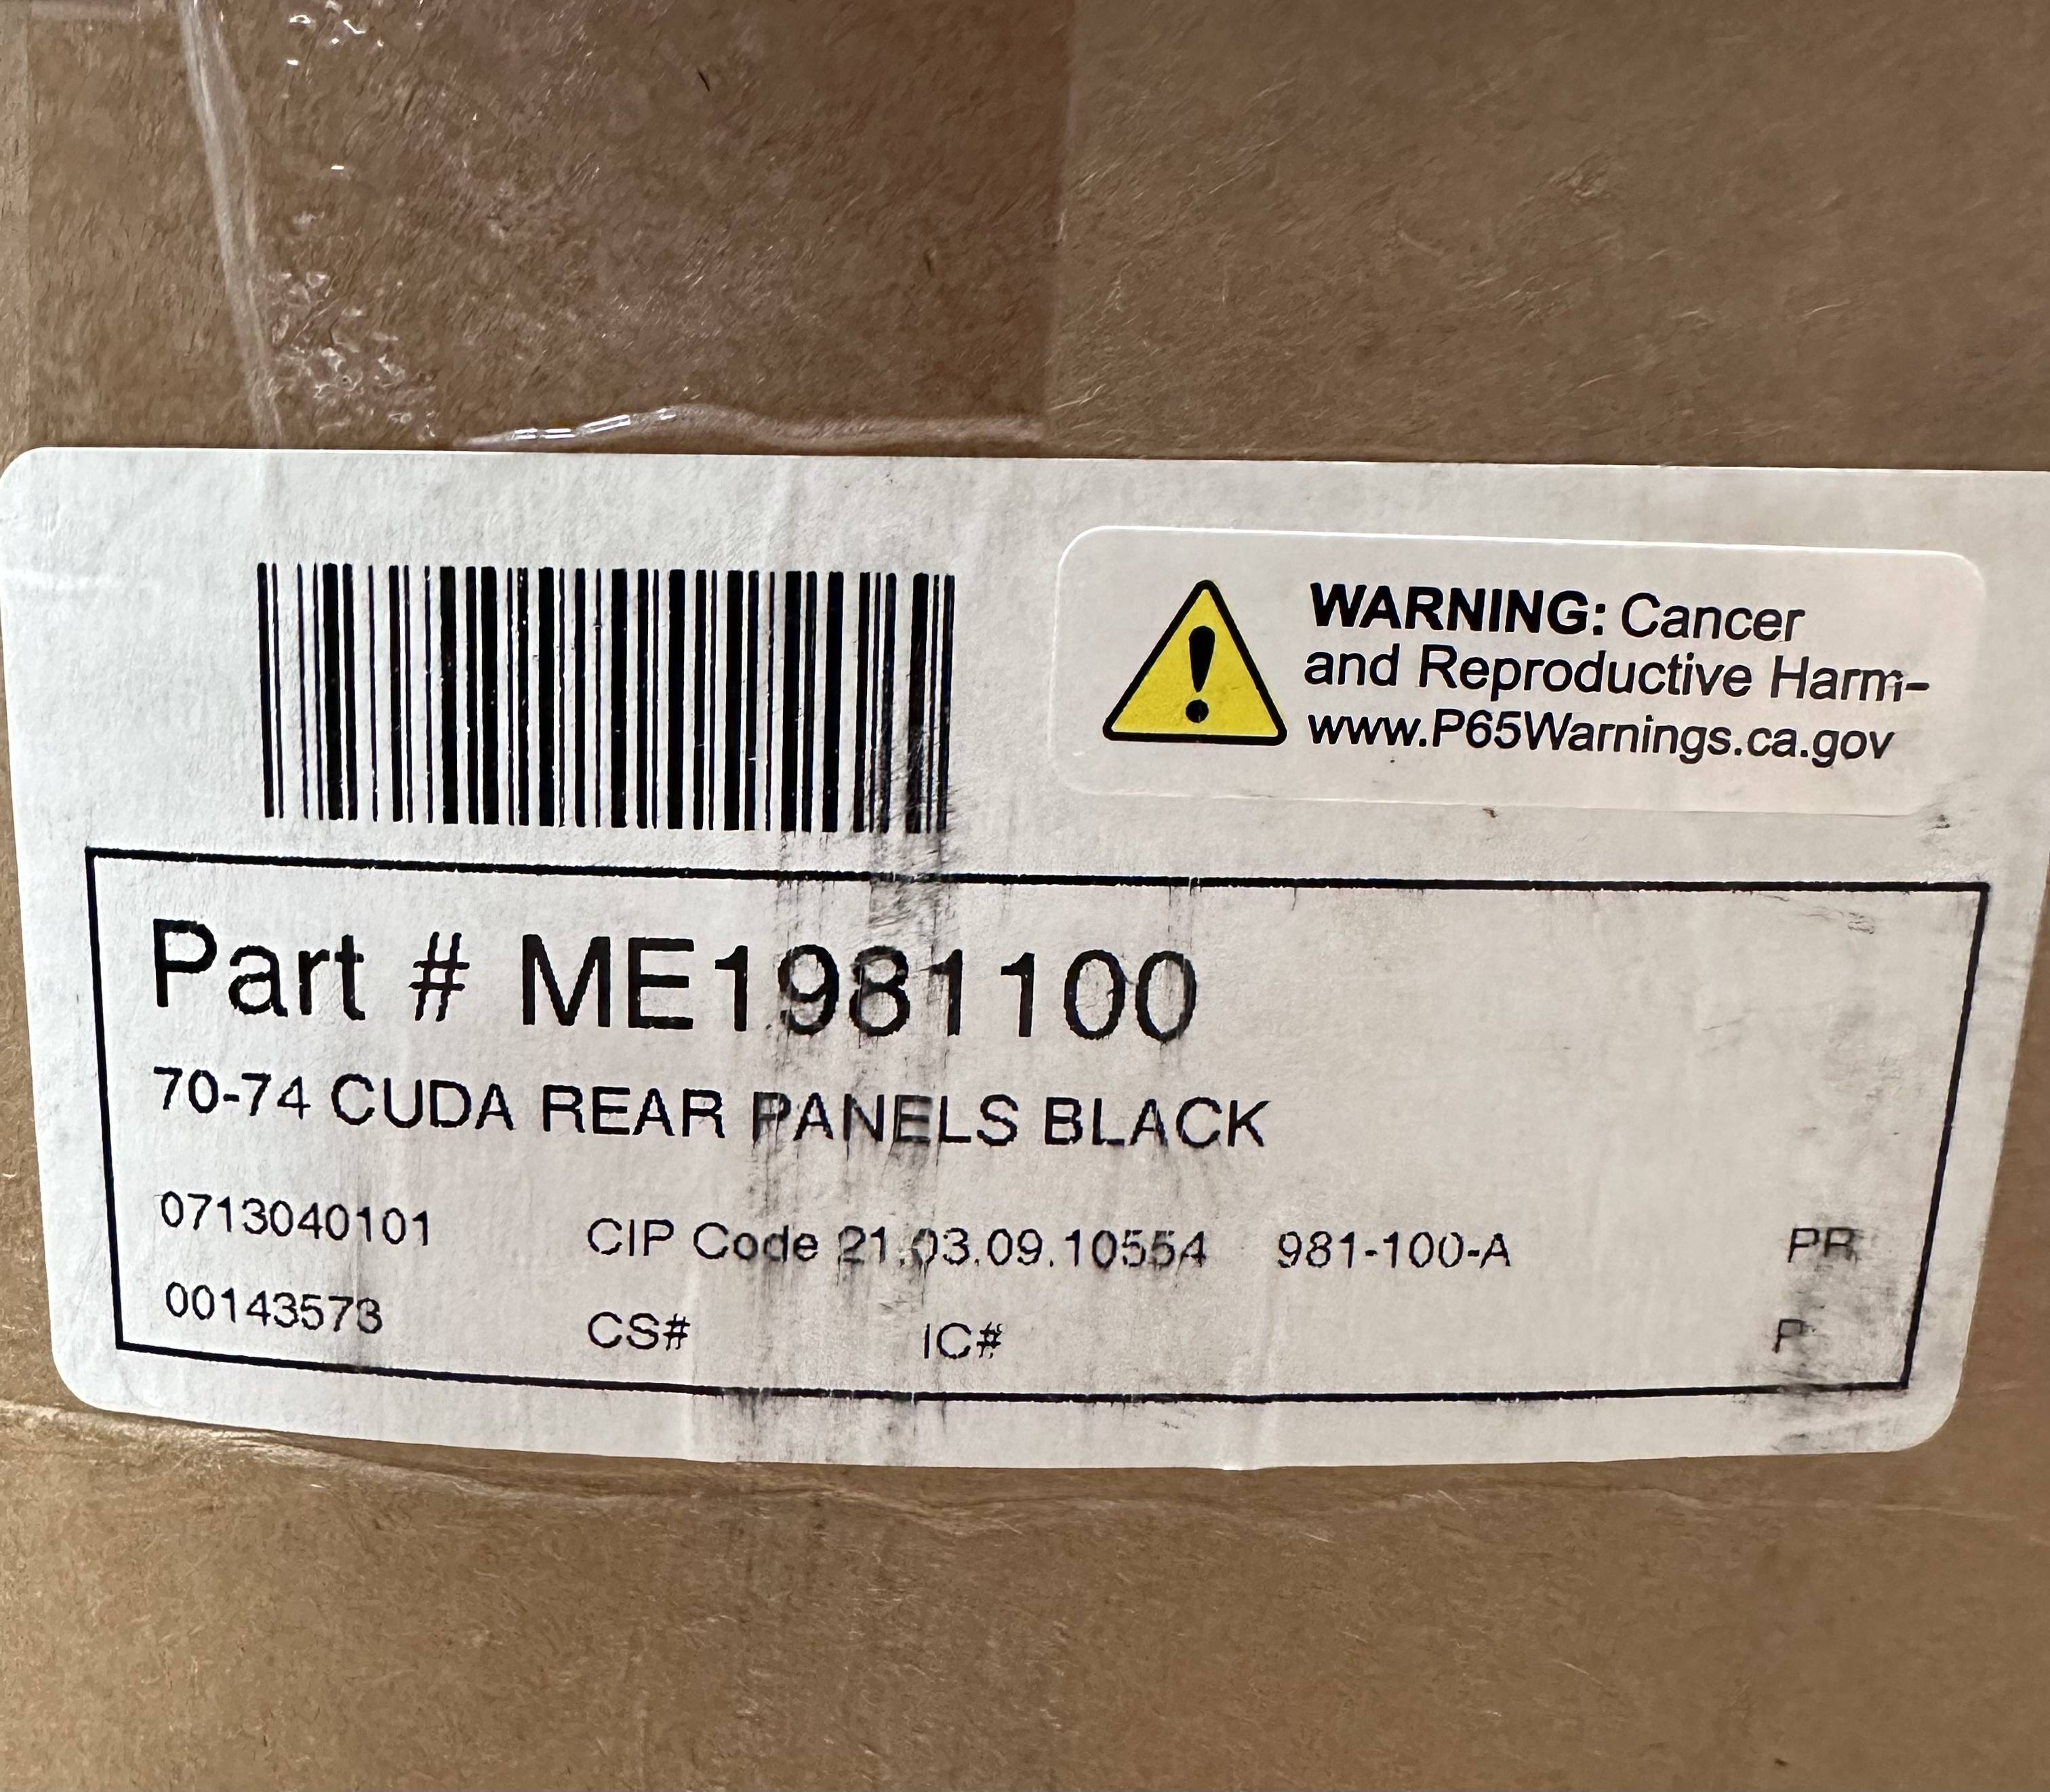 WARNING: Cancer
and Reproductive Harm-
www.P65Warnings.ca.gov
Part # ME1981100
70-74 CUDA REAR PANELS BLACK
0713040101 CIP Code 21.03.09.10554 981-100-A PR
00143573 CS# IC# P